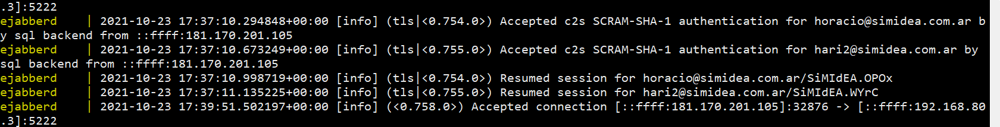 .3]:5222
ejabberd    | 2021-10-23 17:37:10.294848+00:00 [info] (tls|<0.754.0>) Accepted c2s SCRAM-SHA-1 authentication for horacio@simidea.com.ar b
y sql backend from ::ffff:181.170.201.105
ejabberd    | 2021-10-23 17:37:10.673249+00:00 [info] (tls|<0.755.0>) Accepted c2s SCRAM-SHA-1 authentication for hari2@simidea.com.ar by
sql backend from ::ffff:181.170.201.105
ejabberd    | 2021-10-23 17:37:10.998719+00:00 [info] (tls|<0.754.0>) Resumed session for horacio@simidea.com.ar/SiMIdEA.OPOx
ejabberd    | 2021-10-23 17:37:11.135225+00:00 [info] (tls|<0.755.0>) Resumed session for hari2@simidea.com.ar/SiMIdEA.WYrC
ejabberd    | 2021-10-23 17:39:51.502197+00:00 [info] (<0.758.0>) Accepted connection [::ffff:181.170.201.105]:32876 -> [::ffff:192.168.80
.3]:5222